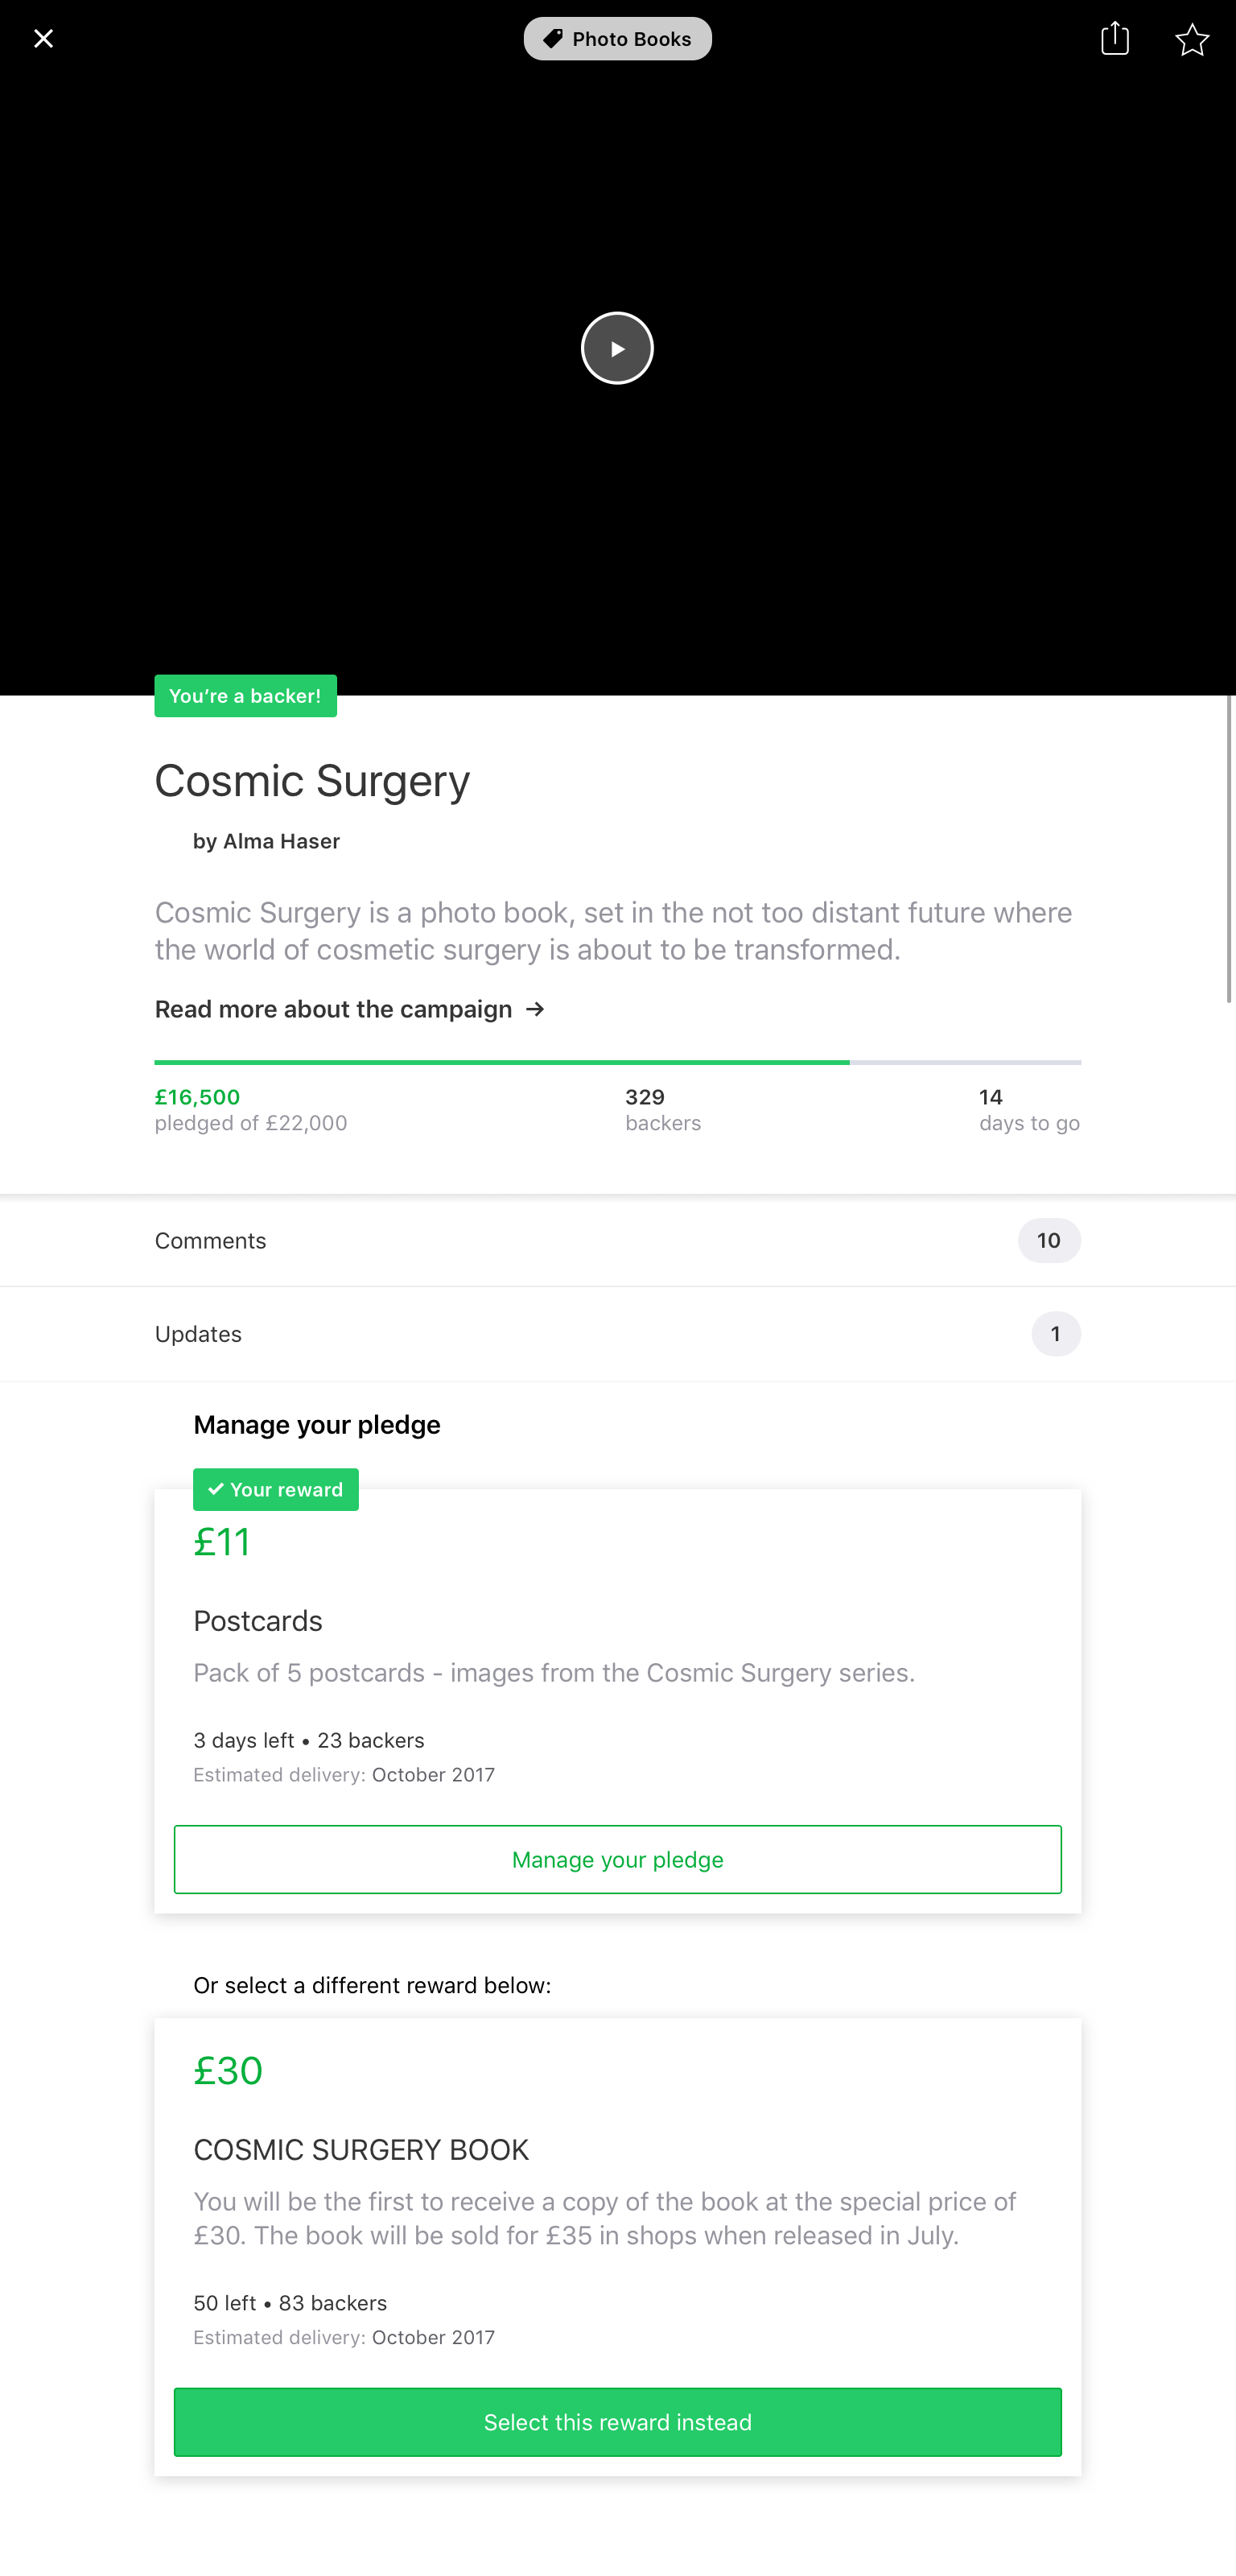 Photo Books
You’re a backer!
Cosmic Surgery
by Alma Haser
Cosmic Surgery is a photo book, set in the not too distant future where
the world of cosmetic surgery is about to be transformed.
Read more about the campaign →
£16,500
pledged of £22,000
329
backers
14
days to go
Comments
10
Updates
1
Manage your pledge
✓ Your reward
£11
Postcards
Pack of 5 postcards - images from the Cosmic Surgery series.
3 days left • 23 backers
Estimated delivery: October 2017
Manage your pledge
Or select a different reward below:
£30
COSMIC SURGERY BOOK
You will be the first to receive a copy of the book at the special price of
£30. The book will be sold for £35 in shops when released in July.
50 left • 83 backers
Estimated delivery: October 2017
Select this reward instead